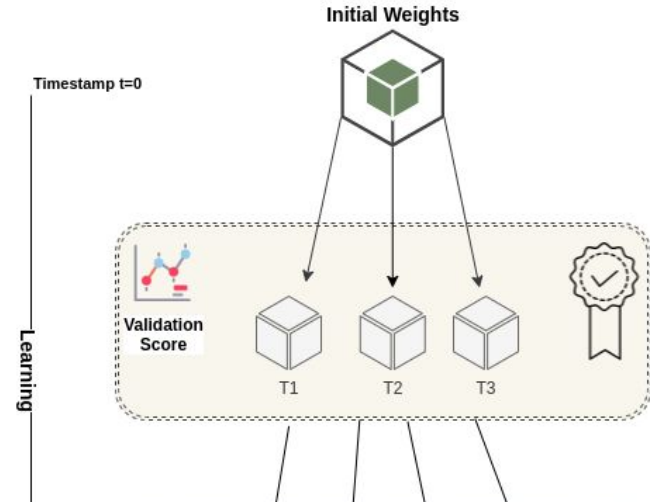 Initial Weights
Timestamp t=0
Validation
Score
T1
T2
T3
Learning